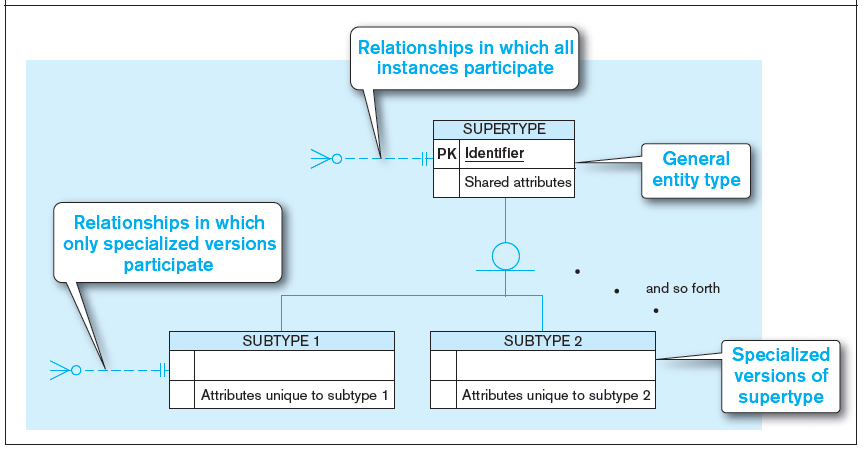 Relationships in which all
instances participate
SUPERTYPE
PK Identifier
Shared attributes
General
entity type
Relationships in which
only specialized versions
participate
and so forth
SUBTYPE 1
Attributes unique to subtype 1
SUBTYPE 2
Attributes unique to subtype 2
Specialized
versions of
supertype